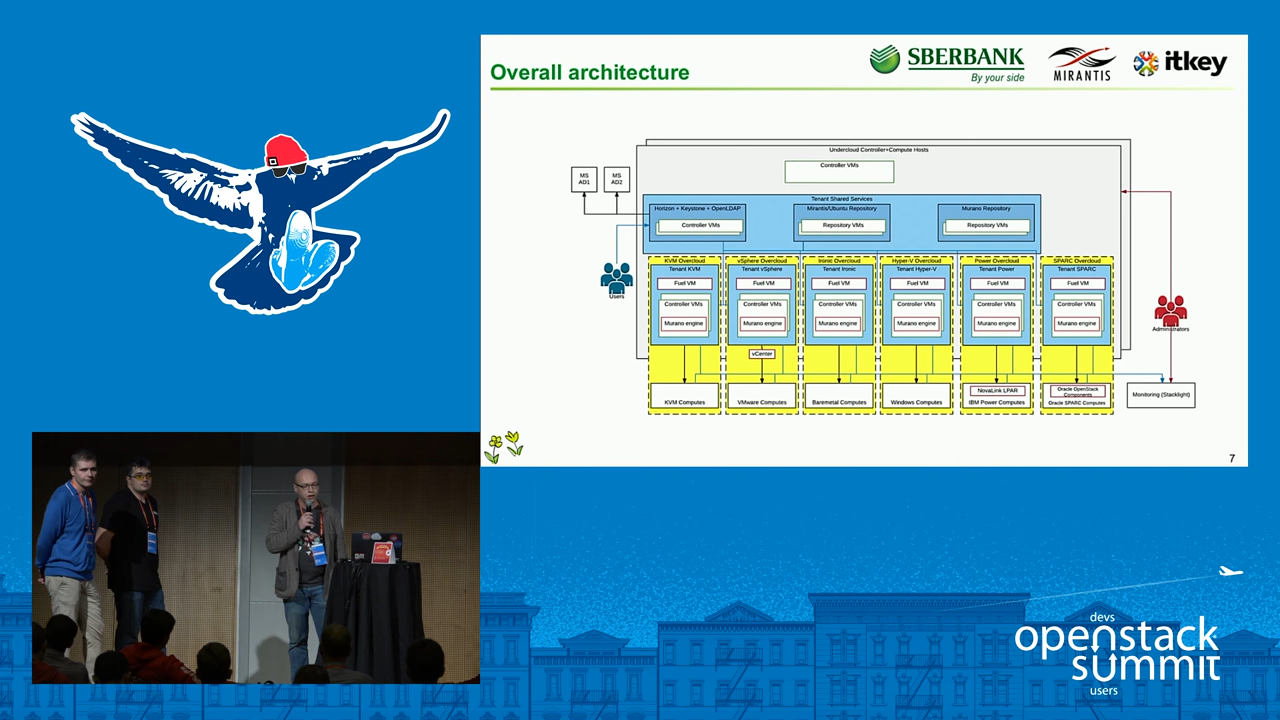 Overall architecture
SBERBANK
By your side
MIRANTIS
itkey
Undercloud Controller+Compute Hosts
Controller VMs
MS
AD1
MS
AD2
Tenant Shared Services
Horizon + Keystone + OpenLDAP
Controller VMs
Mirantis/Ubuntu Repository
Repository VMs
Murano Repository
Repository VMs
Users
Administrators
KVM Overcloud
Tenant KVM
Fuel VM
Controller VMs
Murano engine
KVM Computes
vSphere Overcloud
Tenant vSphere
Fuel VM
Controller VMs
Murano engine
vCenter
VMware Computes
Ironic Overcloud
Tenant Ironic
Fuel VM
Controller VMs
Murano engine
Baremetal Computes
Hyper-V Overcloud
Tenant Hyper-V
Fuel VM
Controller VMs
Murano engine
Windows Computes
Power Overcloud
Tenant Power
Fuel VM
Controller VMs
Murano engine
NovaLink LPAR
IBM Power Computes
SPARC Overcloud
Tenant SPARC
Fuel VM
Controller VMs
Murano engine
Oracle OpenStack
Components
Oracle SPARC Computes
Monitoring (Stacklight)
7
devs
openstack
summit
users